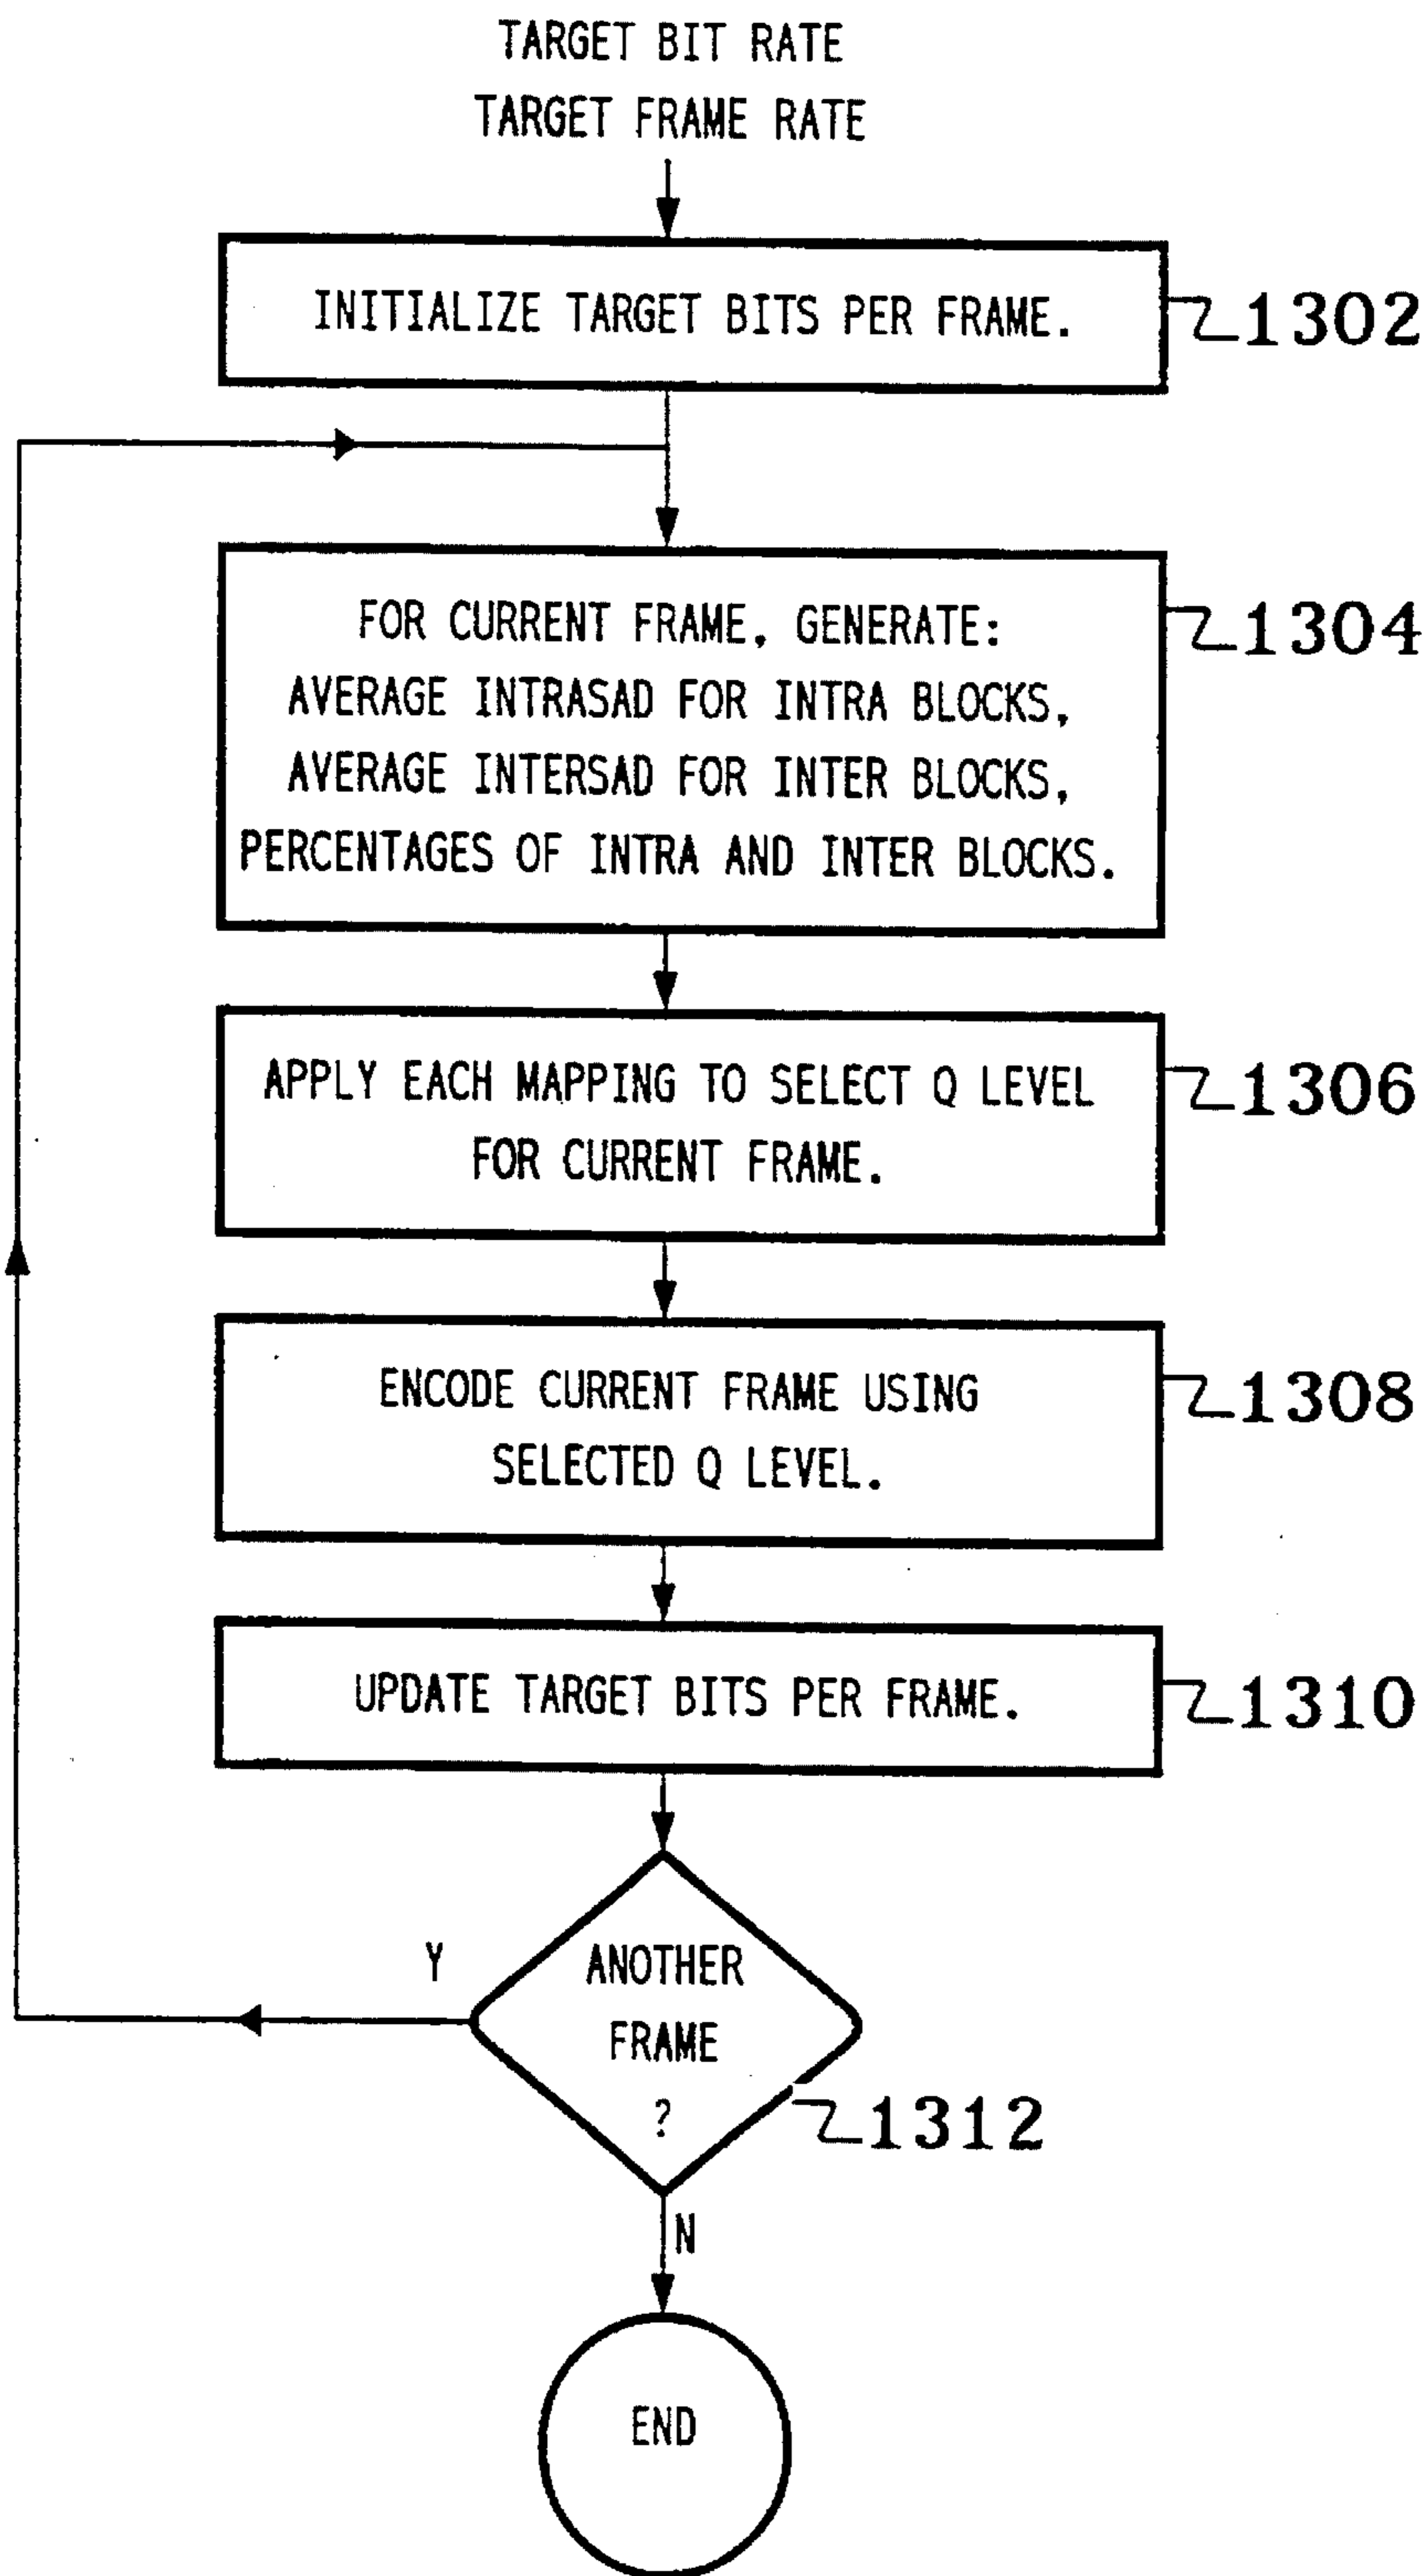 TARGET BIT RATE
TARGET FRAME RATE
INITIALIZE TARGET BITS PER FRAME.
1302
FOR CURRENT FRAME, GENERATE:
AVERAGE INTRASAD FOR INTRA BLOCKS,
AVERAGE INTERSAD FOR INTER BLOCKS,
PERCENTAGES OF INTRA AND INTER BLOCKS.
1304
APPLY EACH MAPPING TO SELECT Q LEVEL
FOR CURRENT FRAME.
1306
ENCODE CURRENT FRAME USING
SELECTED Q LEVEL.
1308
UPDATE TARGET BITS PER FRAME.
1310
Y
ANOTHER
FRAME
?
1312
N
END